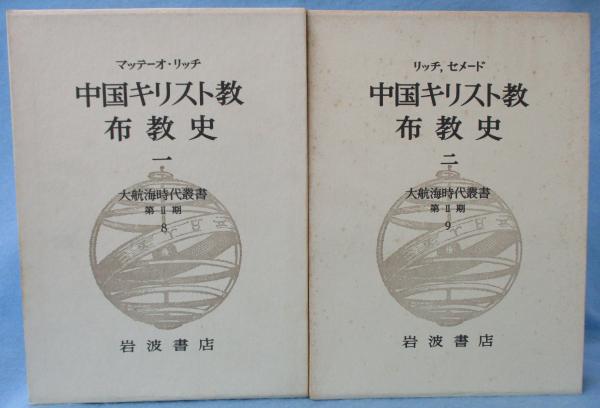 マッテーオ・リッチ
中国キリスト教
布教史
一
大航海時代叢書
第II期
8
岩波書店
リッチ, セメード
中国キリスト教
布教史
二
大航海時代叢書
第II期
9
岩波書店